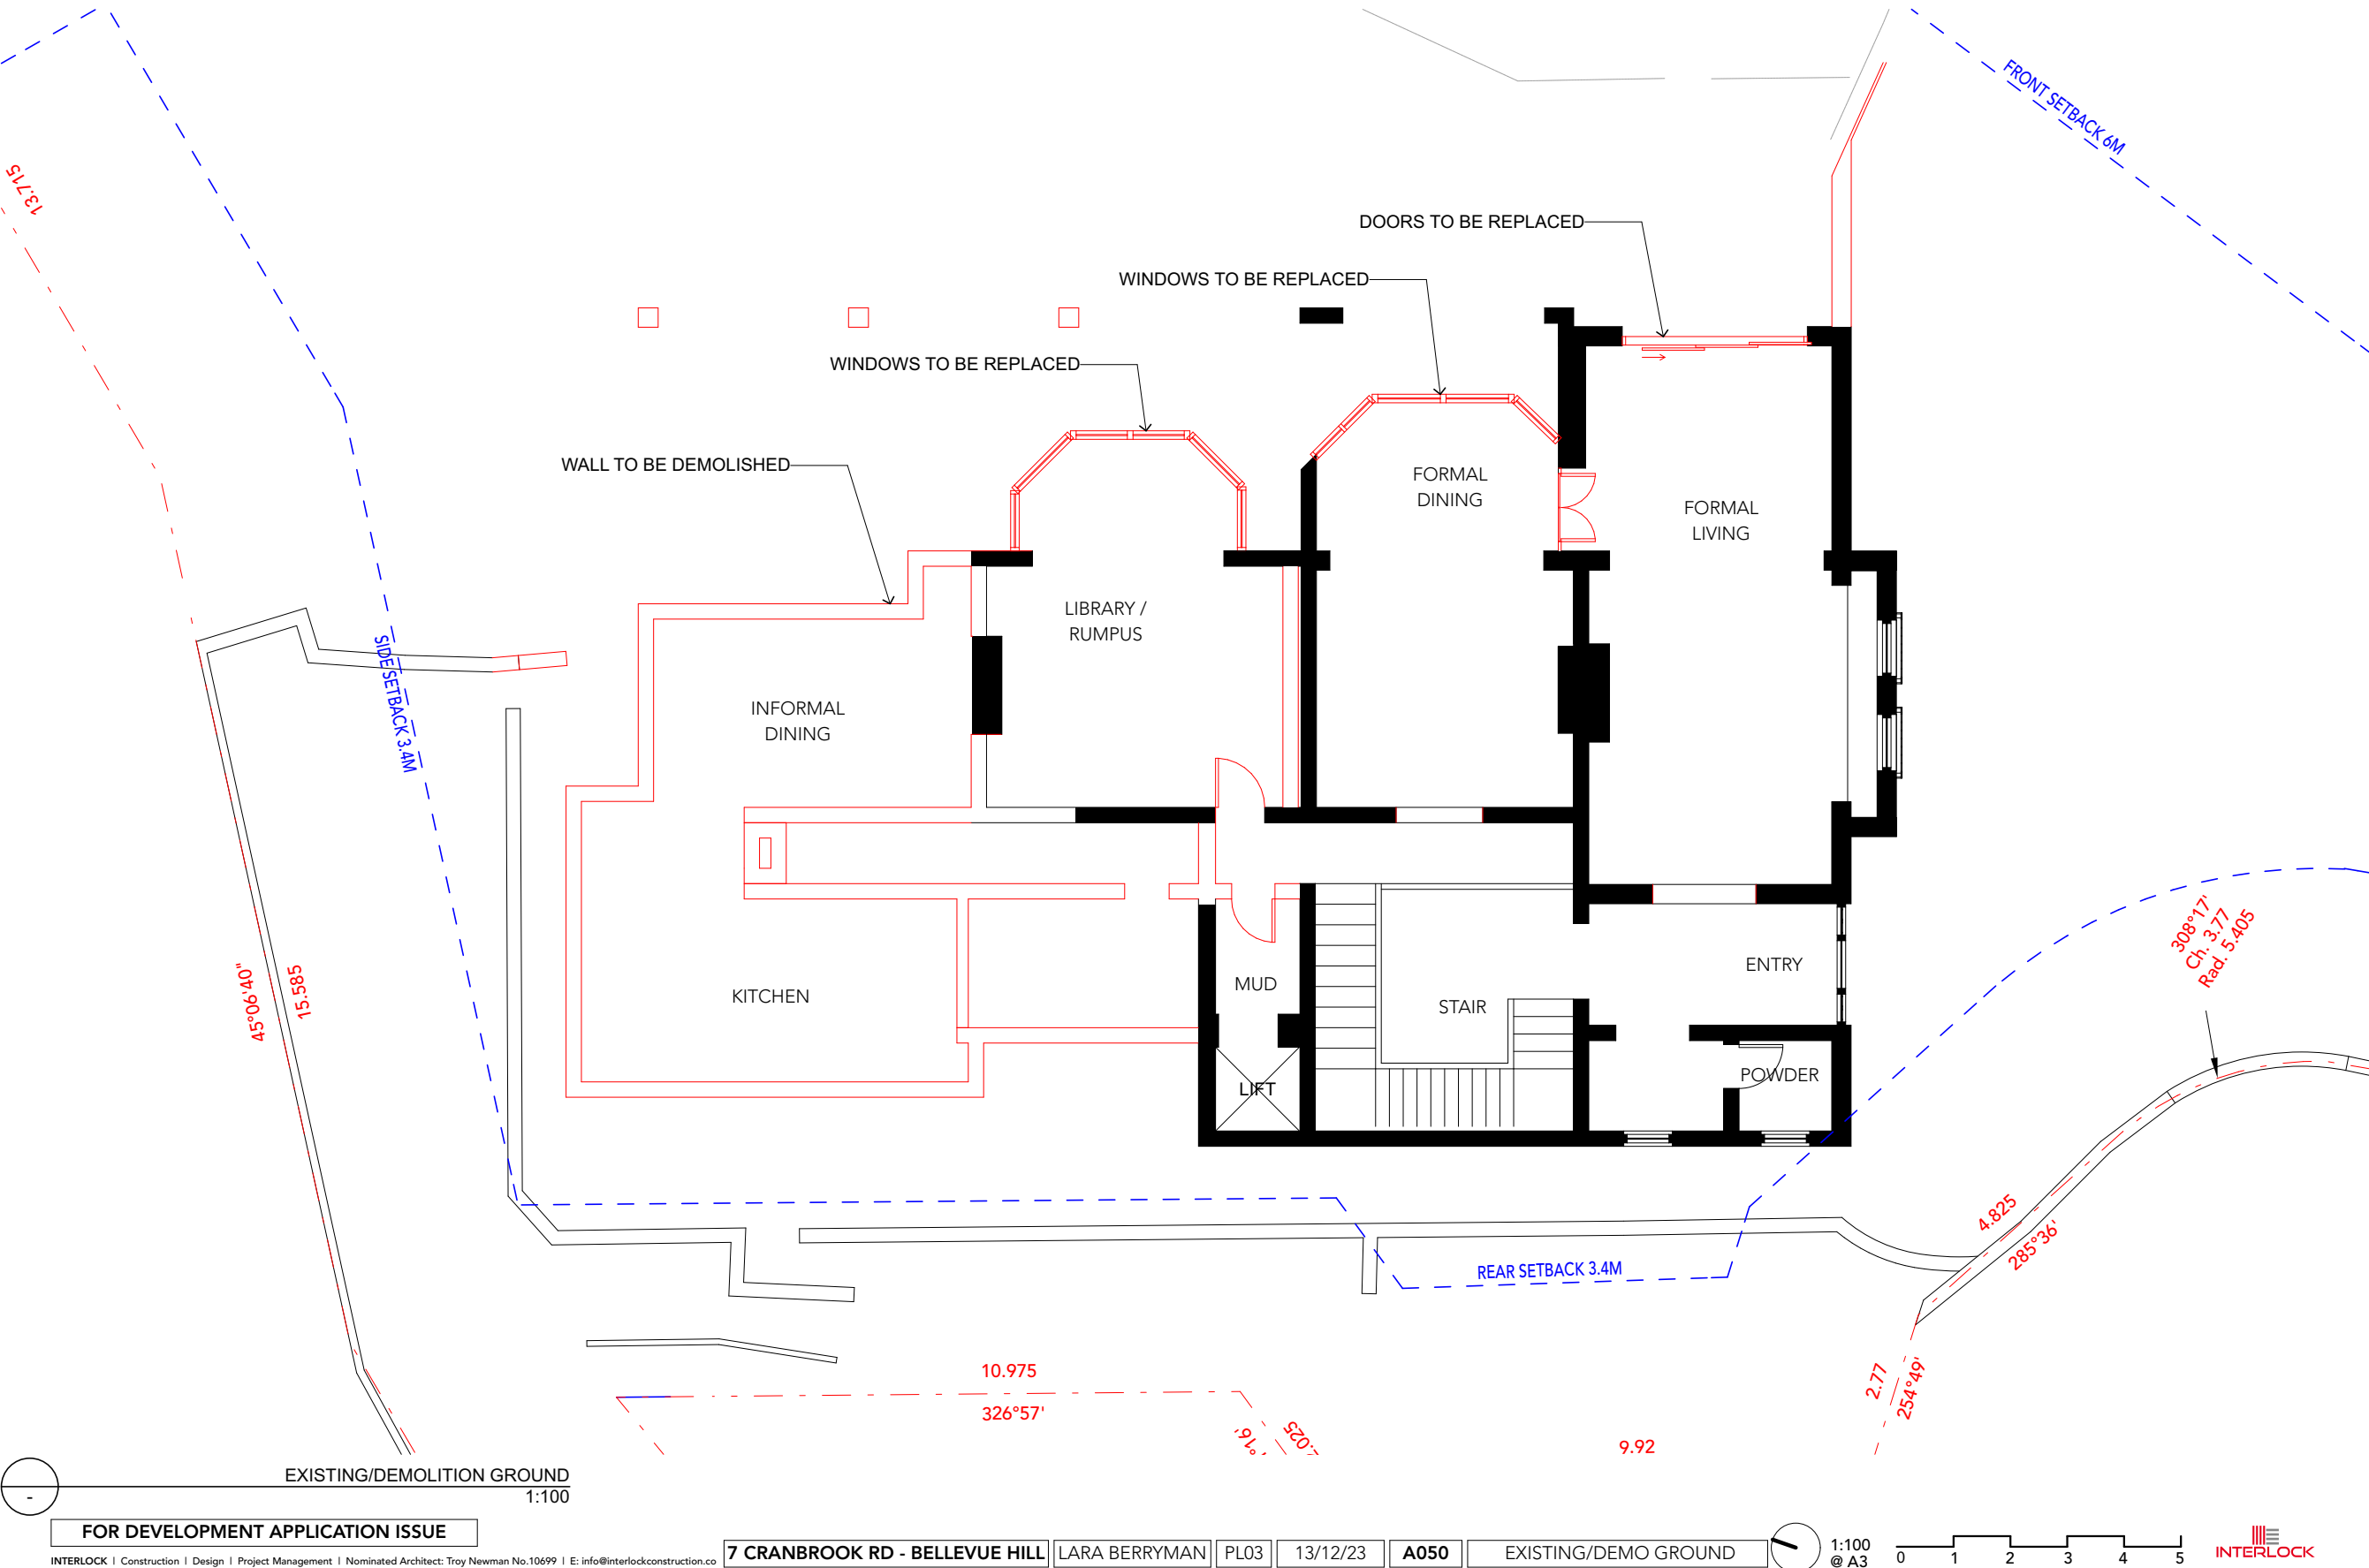 FRONT SETBACK 6M
13.715
DOORS TO BE REPLACED
WINDOWS TO BE REPLACED
WINDOWS TO BE REPLACED
WALL TO BE DEMOLISHED
FORMAL
DINING
FORMAL
LIVING
LIBRARY /
RUMPUS
SIDE SETBACK 3.4M
INFORMAL
DINING
308°17'
Ch. 3.77
Rad. 5.405
45°06'40"
15.585
KITCHEN
MUD
STAIR
ENTRY
LIFT
POWDER
4.825
285°36'
REAR SETBACK 3.4M
10.975
326°57'
2.77
254°49'
9.92
EXISTING/DEMOLITION GROUND
-
1:100
FOR DEVELOPMENT APPLICATION ISSUE
INTERLOCK | Construction | Design | Project Management | Nominated Architect: Troy Newman No.10699 | E: info@interlockconstruction.co
7 CRANBROOK RD - BELLEVUE HILL
LARA BERRYMAN
PL03
13/12/23
A050
EXISTING/DEMO GROUND
1:100
@ A3
0 1 2 3 4 5
INTERLOCK